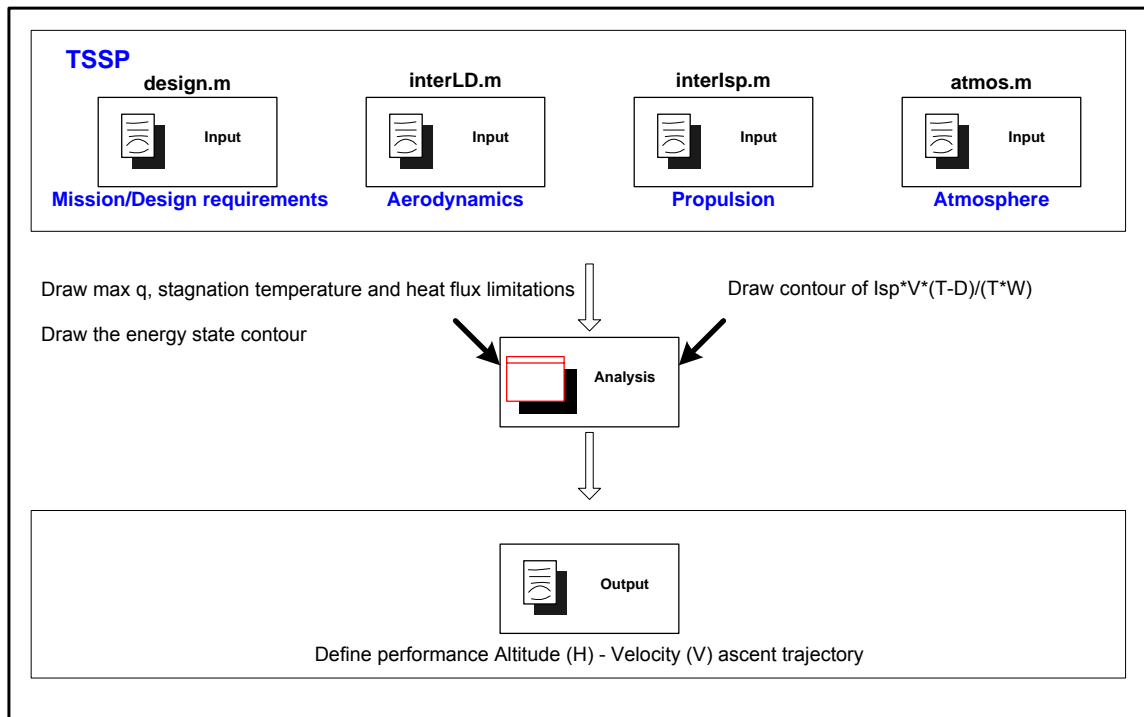 TSSP
design.m
interLD.m
interIsp.m
atmos.m
Input
Input
Input
Input
Mission/Design requirements
Aerodynamics
Propulsion
Atmosphere
Draw max q, stagnation temperature and heat flux limitations
Draw the energy state contour
Draw contour of Isp*V*(T-D)/(T*W)
Analysis
Output
Define performance Altitude (H) - Velocity (V) ascent trajectory